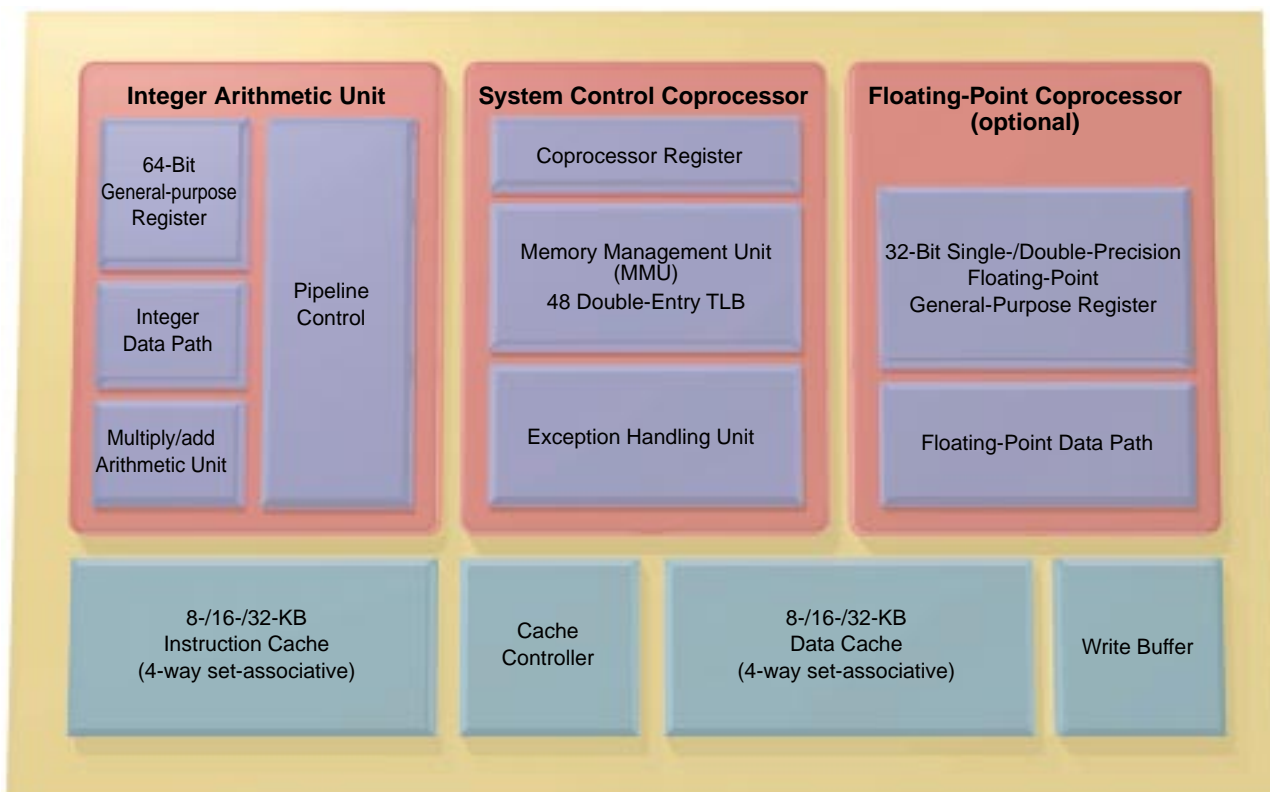 Integer Arithmetic Unit
64-Bit
General-purpose
Register
Integer
Data Path
Multiply/add
Arithmetic Unit
Pipeline
Control
System Control Coprocessor
Coprocessor Register
Memory Management Unit
(MMU)
48 Double-Entry TLB
Exception Handling Unit
Floating-Point Coprocessor
(optional)
32-Bit Single-/Double-Precision
Floating-Point
General-Purpose Register
Floating-Point Data Path
8-/16-/32-KB
Instruction Cache
(4-way set-associative)
Cache
Controller
8-/16-/32-KB
Data Cache
(4-way set-associative)
Write Buffer